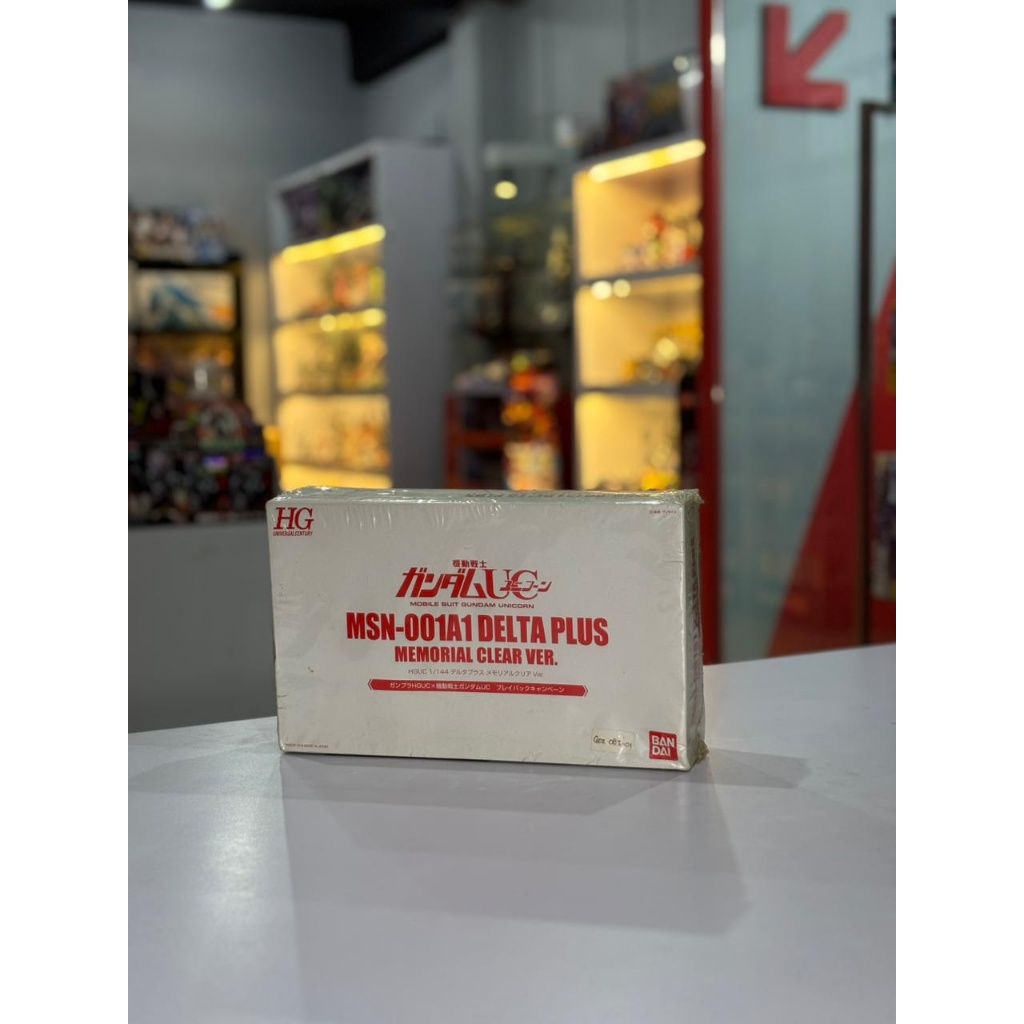 HG
UNIVERSAL CENTURY
機動戦士
ガンダムUC
ユニコーン
MOBILE SUIT GUNDAM UNICORN
MSN-001A1 DELTA PLUS
MEMORIAL CLEAR VER.
HGUC 1/144 デルタプラス メモリアルクリア Ver.
ガンプラHGUC×機動戦士ガンダムUC プレイバックキャンペーン
BAN
DAI